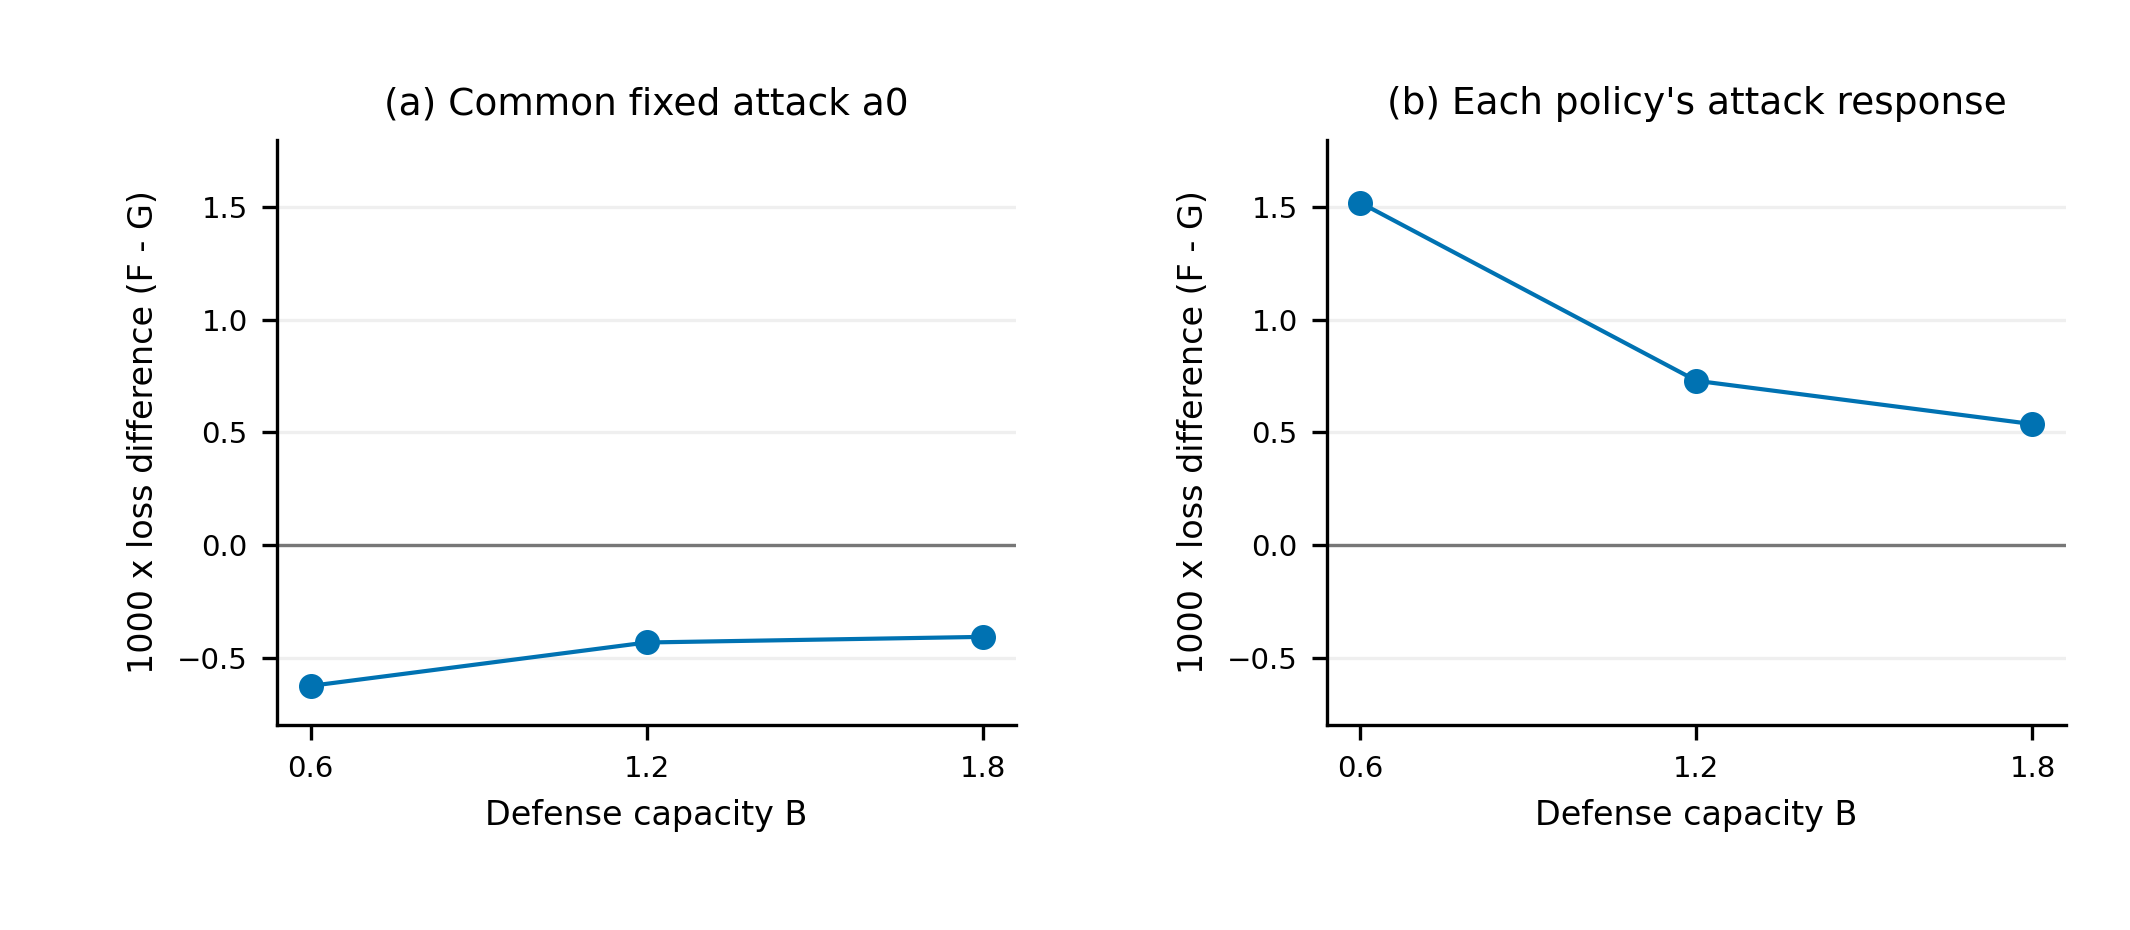 (a) Common fixed attack a0
1000 x loss difference (F - G)
1.5
1.0
0.5
0.0
−0.5
0.6 1.2 1.8
Defense capacity B
(b) Each policy's attack response
1000 x loss difference (F - G)
1.5
1.0
0.5
0.0
−0.5
0.6 1.2 1.8
Defense capacity B